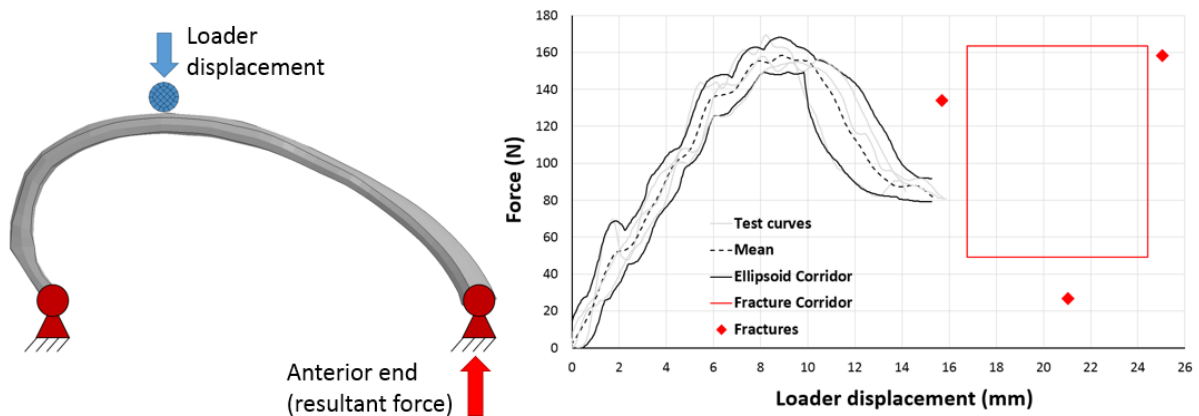 Loader
displacement
Anterior end
(resultant force)
Force (N)
180
160
140
120
100
80
60
40
20
0
Test curves
Mean
Ellipsoid Corridor
Fracture Corridor
Fractures
0 2 4 6 8 10 12 14 16 18 20 22 24 26
Loader displacement (mm)